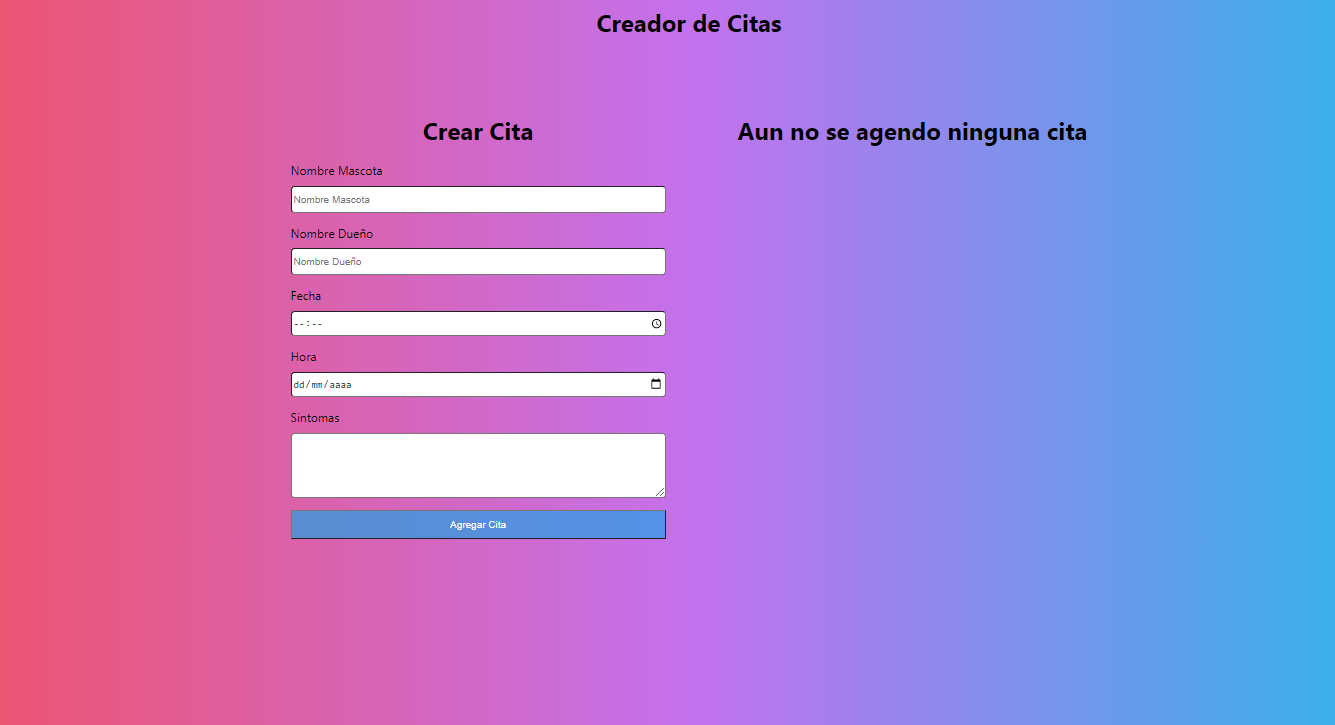 Creador de Citas
Crear Cita
Nombre Mascota
Nombre Mascota
Nombre Dueño
Nombre Dueño
Fecha
--:--
Hora
dd/mm/aaaa
Sintomas
Agregar Cita
Aun no se agendo ninguna cita